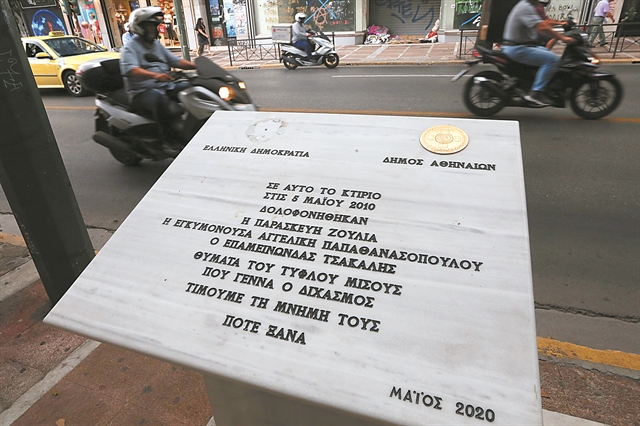 ΕΛΛΗΝΙΚΗ ΔΗΜΟΚΡΑΤΙΑ
ΔΗΜΟΣ ΑΘΗΝΑΙΩΝ
ΣΕ ΑΥΤΟ ΤΟ ΚΤΙΡΙΟ
ΣΤΙΣ 5 ΜΑΪΟΥ 2010
ΔΟΛΟΦΟΝΗΘΗΚΑΝ
Η ΠΑΡΑΣΚΕΥΗ ΖΟΥΛΙΑ
Η ΕΓΚΥΜΟΝΟΥΣΑ ΑΓΓΕΛΙΚΗ ΠΑΠΑΘΑΝΑΣΟΠΟΥΛΟΥ
Ο ΕΠΑΜΕΙΝΩΝΔΑΣ ΤΣΑΚΑΛΗΣ
ΘΥΜΑΤΑ ΤΟΥ ΤΥΦΛΟΥ ΜΙΣΟΥΣ
ΠΟΥ ΓΕΝΝΑ Ο ΔΙΧΑΣΜΟΣ
ΤΙΜΟΥΜΕ ΤΗ ΜΝΗΜΗ ΤΟΥΣ
ΠΟΤΕ ΞΑΝΑ
ΜΑΪΟΣ 2020